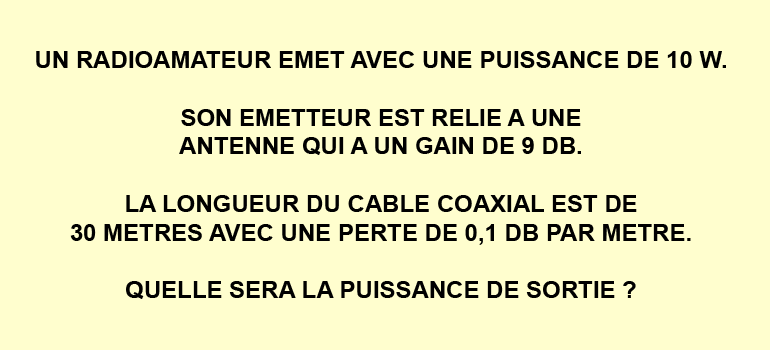 UN RADIOAMATEUR EMET AVEC UNE PUISSANCE DE 10 W.
SON EMETTEUR EST RELIE A UNE
ANTENNE QUI A UN GAIN DE 9 DB.
LA LONGUEUR DU CABLE COAXIAL EST DE
30 METRES AVEC UNE PERTE DE 0,1 DB PAR METRE.
QUELLE SERA LA PUISSANCE DE SORTIE ?